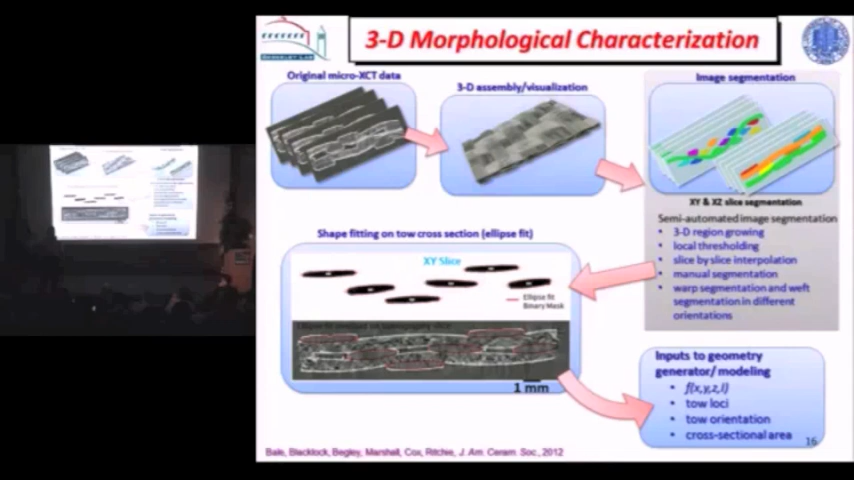 3-D Morphological Characterization
BERKELEY LAB
Original micro-XCT data
3-D assembly/visualization
Image segmentation
XY & XZ slice segmentation
Semi-automated image segmentation
• 3-D region growing
• local thresholding
• slice by slice interpolation
• manual segmentation
• warp segmentation and weft
segmentation in different
orientations
Shape fitting on tow cross section (ellipse fit)
XY Slice
Ellipse fit
Binary Mask
1 mm
Inputs to geometry
generator/ modeling
• f(x,y,z,I)
• tow loci
• tow orientation
• cross-sectional area
16
Bale, Blacklock, Begley, Marshall, Cox, Ritchie, J. Am. Ceram. Soc., 2012